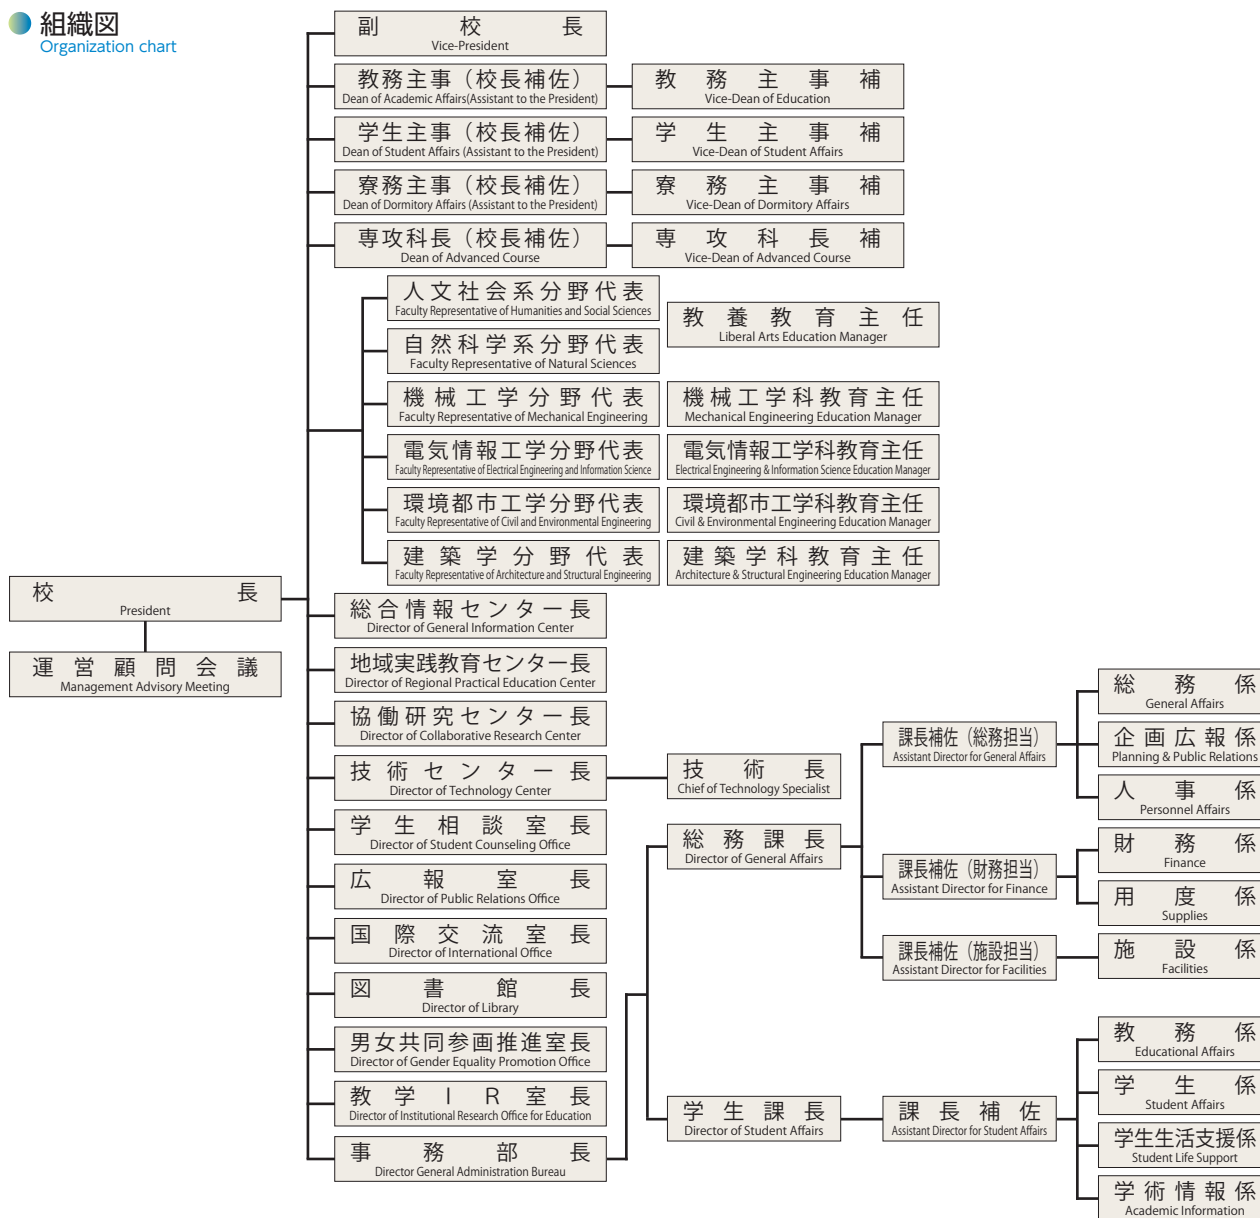 組織図
Organization chart
副校長
Vice-President
教務主事（校長補佐）
Dean of Academic Affairs(Assistant to the President)
教務主事補
Vice-Dean of Education
学生主事（校長補佐）
Dean of Student Affairs (Assistant to the President)
学生主事補
Vice-Dean of Student Affairs
寮務主事（校長補佐）
Dean of Dormitory Affairs (Assistant to the President)
寮務主事補
Vice-Dean of Dormitory Affairs
専攻科長（校長補佐）
Dean of Advanced Course
専攻科長補
Vice-Dean of Advanced Course
人文社会系分野代表
Faculty Representative of Humanities and Social Sciences
自然科学系分野代表
Faculty Representative of Natural Sciences
教養教育主任
Liberal Arts Education Manager
機械工学分野代表
Faculty Representative of Mechanical Engineering
機械工学科教育主任
Mechanical Engineering Education Manager
電気情報工学分野代表
Faculty Representative of Electrical Engineering and Information Science
電気情報工学科教育主任
Electrical Engineering & Information Science Education Manager
環境都市工学分野代表
Faculty Representative of Civil and Environmental Engineering
環境都市工学科教育主任
Civil & Environmental Engineering Education Manager
建築学分野代表
Faculty Representative of Architecture and Structural Engineering
建築学科教育主任
Architecture & Structural Engineering Education Manager
校長
President
運営顧問会議
Management Advisory Meeting
総合情報センター長
Director of General Information Center
地域実践教育センター長
Director of Regional Practical Education Center
協働研究センター長
Director of Collaborative Research Center
技術センター長
Director of Technology Center
技術長
Chief of Technology Specialist
学生相談室長
Director of Student Counseling Office
広報室長
Director of Public Relations Office
国際交流室長
Director of International Office
図書館長
Director of Library
男女共同参画推進室長
Director of Gender Equality Promotion Office
教学ＩＲ室長
Director of Institutional Research Office for Education
事務部長
Director General Administration Bureau
総務課長
Director of General Affairs
課長補佐（総務担当）
Assistant Director for General Affairs
総務係
General Affairs
企画広報係
Planning & Public Relations
人事係
Personnel Affairs
課長補佐（財務担当）
Assistant Director for Finance
財務係
Finance
用度係
Supplies
課長補佐（施設担当）
Assistant Director for Facilities
施設係
Facilities
学生課長
Director of Student Affairs
課長補佐
Assistant Director for Student Affairs
教務係
Educational Affairs
学生係
Student Affairs
学生生活支援係
Student Life Support
学術情報係
Academic Information